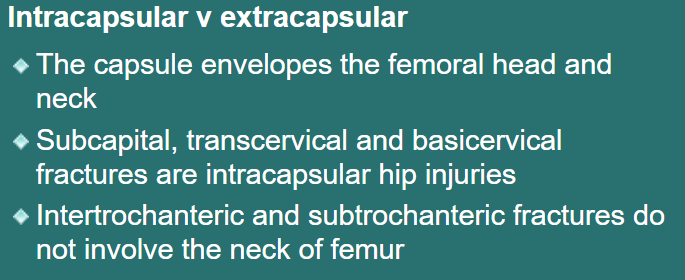 Intracapsular v extracapsular
The capsule envelopes the femoral head and
neck
Subcapital, transcervical and basicervical
fractures are intracapsular hip injuries
Intertrochanteric and subtrochanteric fractures do
not involve the neck of femur